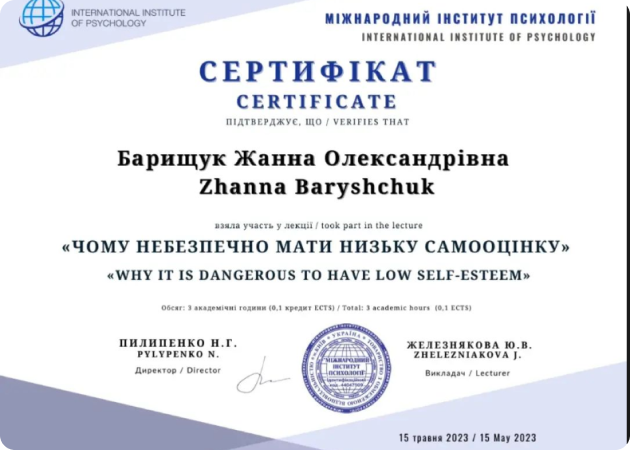 INTERNATIONAL INSTITUTE
OF PSYCHOLOGY
МІЖНАРОДНИЙ ІНСТИТУТ ПСИХОЛОГІЇ
INTERNATIONAL INSTITUTE OF PSYCHOLOGY
СЕРТИФІКАТ
CERTIFICATE
ПІДТВЕРДЖУЄ, ЩО / VERIFIES THAT
Барищук Жанна Олександрівна
Zhanna Baryshchuk
взяла участь у лекції / took part in the lecture
«ЧОМУ НЕБЕЗПЕЧНО МАТИ НИЗЬКУ САМООЦІНКУ»
«WHY IT IS DANGEROUS TO HAVE LOW SELF-ESTEEM»
Обсяг: 3 академічні години (0,1 кредит ECTS) / Total: 3 academic hours (0,1 ECTS)
ПИЛИПЕНКО Н.Г.
PYLYPENKO N.
Директор / Director
УКРАЇНА
МІЖНАРОДНИЙ
ІНСТИТУТ
ПСИХОЛОГІЇ
ЖЕЛЕЗНЯКОВА Ю.В.
ZHELEZNIAKOVA J.
Викладач / Lecturer
15 травня 2023 / 15 May 2023